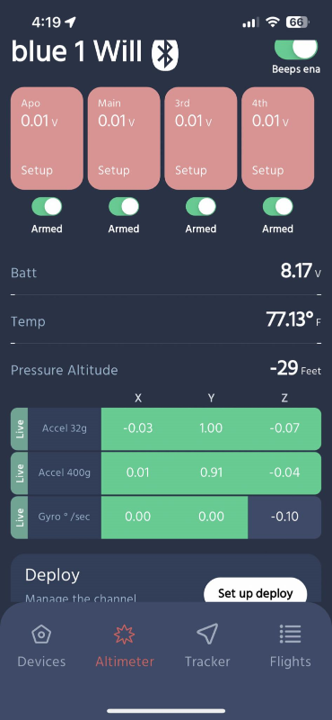 4:19 66
blue 1 Will
Beeps ena
Apo Main 3rd 4th
0.01 V 0.01 V 0.01 V 0.01 V
Setup Setup Setup Setup
Armed Armed Armed Armed
Batt 8.17 V
Temp 77.13° F
Pressure Altitude -29 Feet
X Y Z
Live Accel 32g -0.03 1.00 -0.07
Live Accel 400g 0.01 0.91 -0.04
Live Gyro °/sec 0.00 0.00 -0.10
Deploy
Manage the channel
Set up deploy
Devices Altimeter Tracker Flights